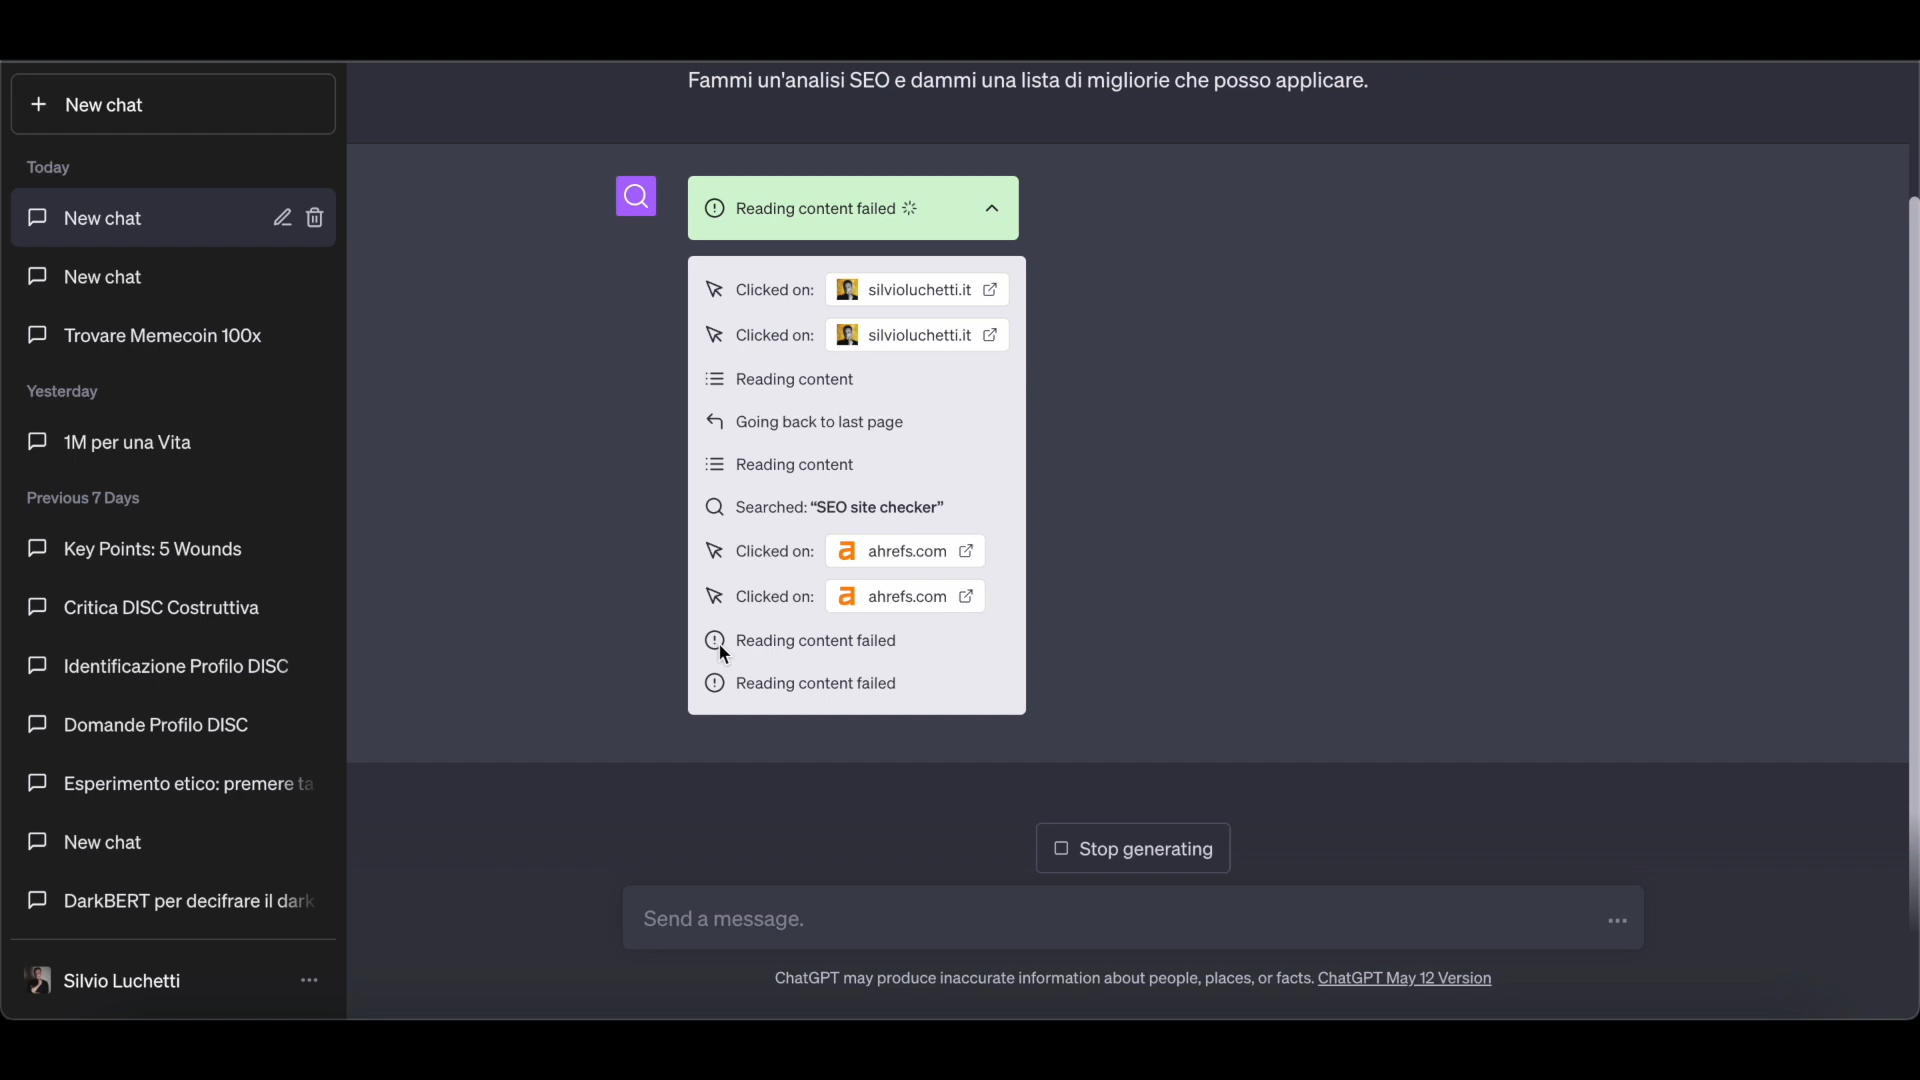 New chat
Today
New chat
New chat
Trovare Memecoin 100x
Yesterday
1M per una Vita
Previous 7 Days
Key Points: 5 Wounds
Critica DISC Costruttiva
Identificazione Profilo DISC
Domande Profilo DISC
Esperimento etico: premere ta
New chat
DarkBERT per decifrare il dark
Silvio Luchetti
Fammi un'analisi SEO e dammi una lista di migliorie che posso applicare.
Reading content failed
Clicked on: silvioluchetti.it
Clicked on: silvioluchetti.it
Reading content
Going back to last page
Reading content
Searched: “SEO site checker”
Clicked on: ahrefs.com
Clicked on: ahrefs.com
Reading content failed
Reading content failed
Stop generating
Send a message.
ChatGPT may produce inaccurate information about people, places, or facts. ChatGPT May 12 Version